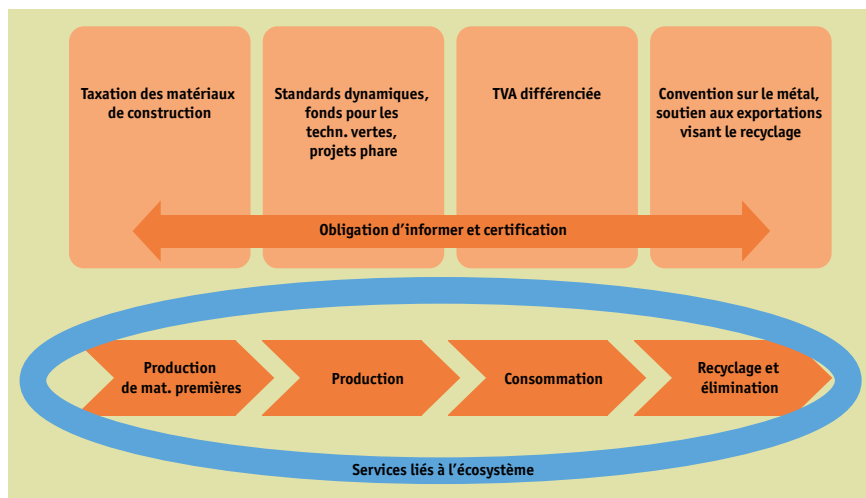 Taxation des matériaux
de construction
Standards dynamiques,
fonds pour les
techn. vertes,
projets phare
TVA différenciée
Convention sur le métal,
soutien aux exportations
visant le recyclage
Obligation d’informer et certification
Production
de mat. premières
Production
Consommation
Recyclage et
élimination
Services liés à l’écosystème